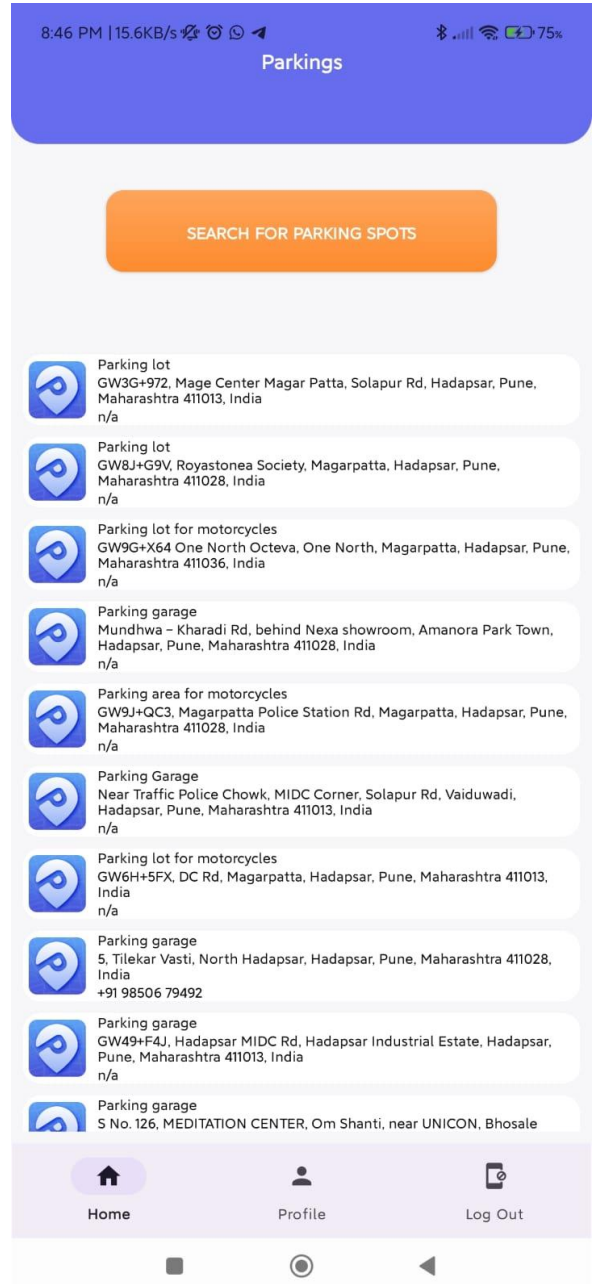 8:46 PM | 15.6KB/s
75%
Parkings
SEARCH FOR PARKING SPOTS
Parking lot
GW3G+972, Mage Center Magar Patta, Solapur Rd, Hadapsar, Pune,
Maharashtra 411013, India
n/a
Parking lot
GW8J+G9V, Royastonea Society, Magarpatta, Hadapsar, Pune,
Maharashtra 411028, India
n/a
Parking lot for motorcycles
GW9G+X64 One North Octeva, One North, Magarpatta, Hadapsar, Pune,
Maharashtra 411036, India
n/a
Parking garage
Mundhwa – Kharadi Rd, behind Nexa showroom, Amanora Park Town,
Hadapsar, Pune, Maharashtra 411028, India
n/a
Parking area for motorcycles
GW9J+QC3, Magarpatta Police Station Rd, Magarpatta, Hadapsar, Pune,
Maharashtra 411028, India
n/a
Parking Garage
Near Traffic Police Chowk, MIDC Corner, Solapur Rd, Vaiduwadi,
Hadapsar, Pune, Maharashtra 411013, India
n/a
Parking lot for motorcycles
GW6H+5FX, DC Rd, Magarpatta, Hadapsar, Pune, Maharashtra 411013,
India
n/a
Parking garage
5, Tilekar Vasti, North Hadapsar, Hadapsar, Pune, Maharashtra 411028,
India
+91 98506 79492
Parking garage
GW49+F4J, Hadapsar MIDC Rd, Hadapsar Industrial Estate, Hadapsar,
Pune, Maharashtra 411013, India
n/a
Parking garage
S No. 126, MEDITATION CENTER, Om Shanti, near UNICON, Bhosale
Home
Profile
Log Out